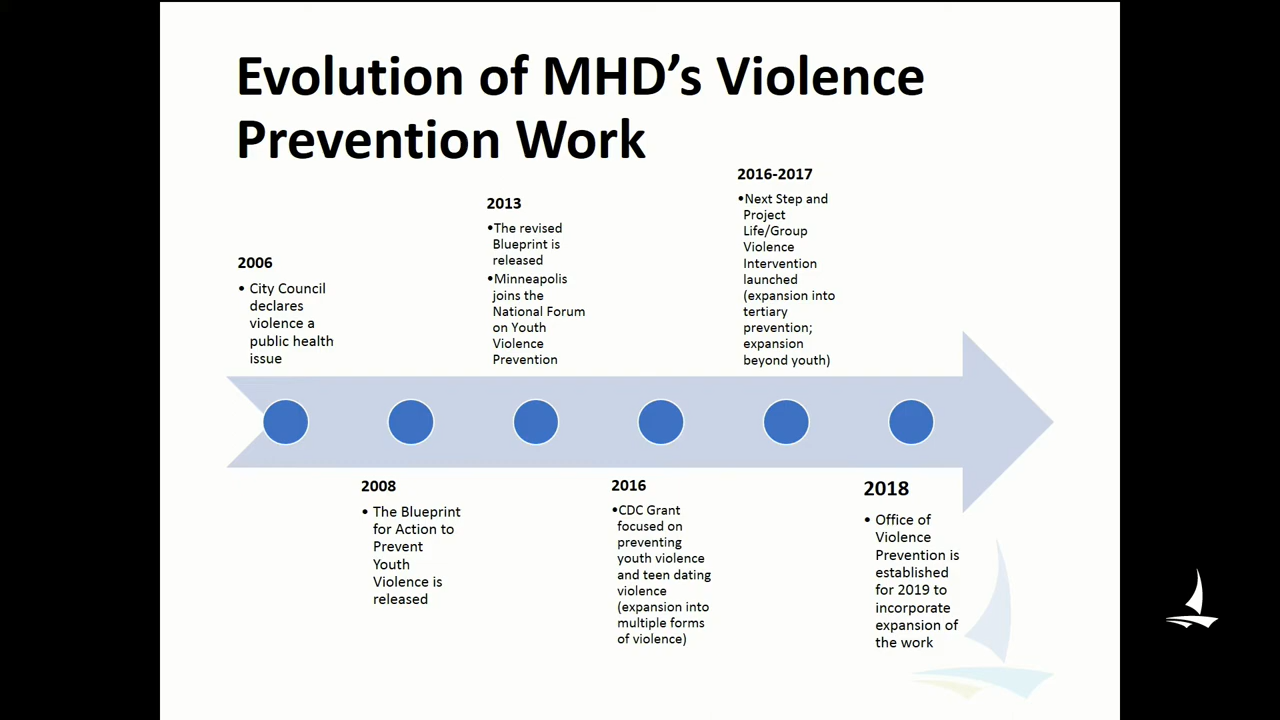 Evolution of MHD's Violence
Prevention Work
2006
• City Council
declares
violence a
public health
issue
2008
• The Blueprint
for Action to
Prevent
Youth
Violence is
released
2013
•The revised
Blueprint is
released
•Minneapolis
joins the
National Forum
on Youth
Violence
Prevention
2016
•CDC Grant
focused on
preventing
youth violence
and teen dating
violence
(expansion into
multiple forms
of violence)
2016-2017
•Next Step and
Project
Life/Group
Violence
Intervention
launched
(expansion into
tertiary
prevention;
expansion
beyond youth)
2018
• Office of
Violence
Prevention is
established
for 2019 to
incorporate
expansion of
the work